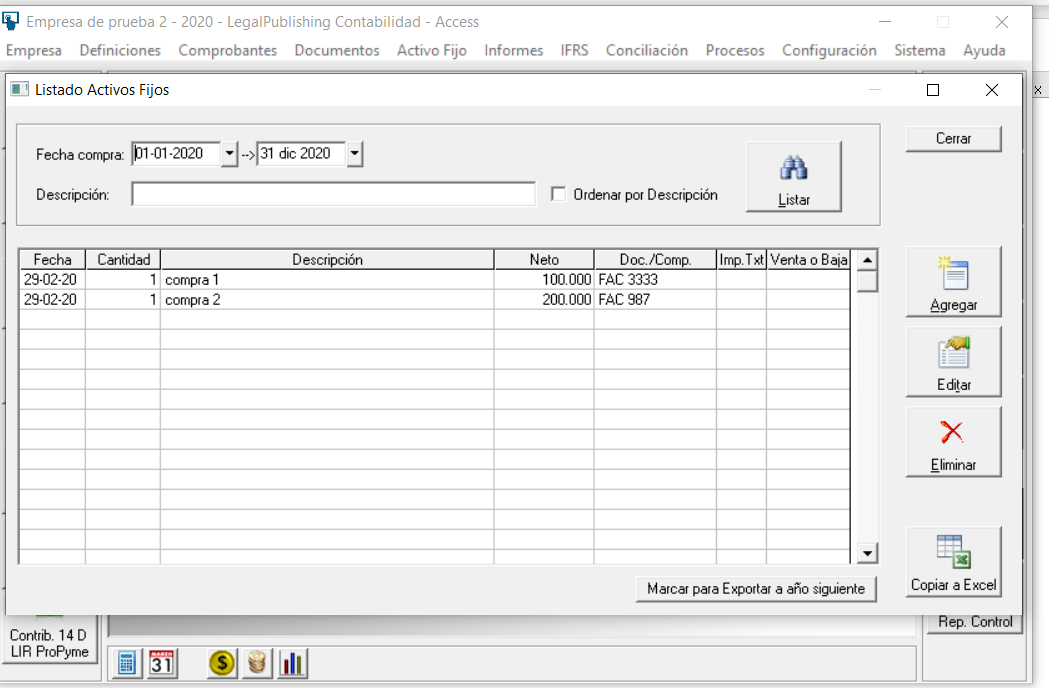 Empresa de prueba 2 - 2020 - LegalPublishing Contabilidad - Access
Empresa Definiciones Comprobantes Documentos Activo Fijo Informes IFRS Conciliación Procesos Configuración Sistema Ayuda
Listado Activos Fijos
x
Fecha compra: 01-01-2020 --> 31 dic 2020
Descripción: Ordenar por Descripción
Listar
Cerrar
Fecha Cantidad Descripción Neto Doc./Comp. Imp.Txt Venta o Baja
29-02-20 1 compra 1 100.000 FAC 3333
29-02-20 1 compra 2 200.000 FAC 987
Agregar
Editar
Eliminar
Copiar a Excel
Marcar para Exportar a año siguiente
Contrib. 14 D
LIR ProPyme
Rep. Control
31
$